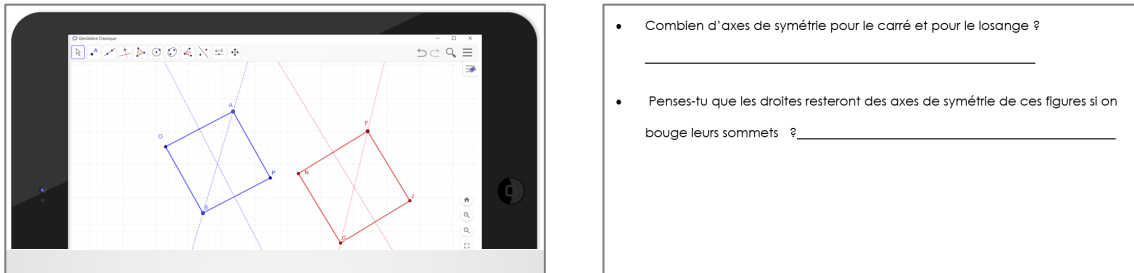 GeoGebra Classique
A
O
P
B
F
N
J
G
• Combien d'axes de symétrie pour le carré et pour le losange ?
• Penses-tu que les droites resteront des axes de symétrie de ces figures si on
bouge leurs sommets ?